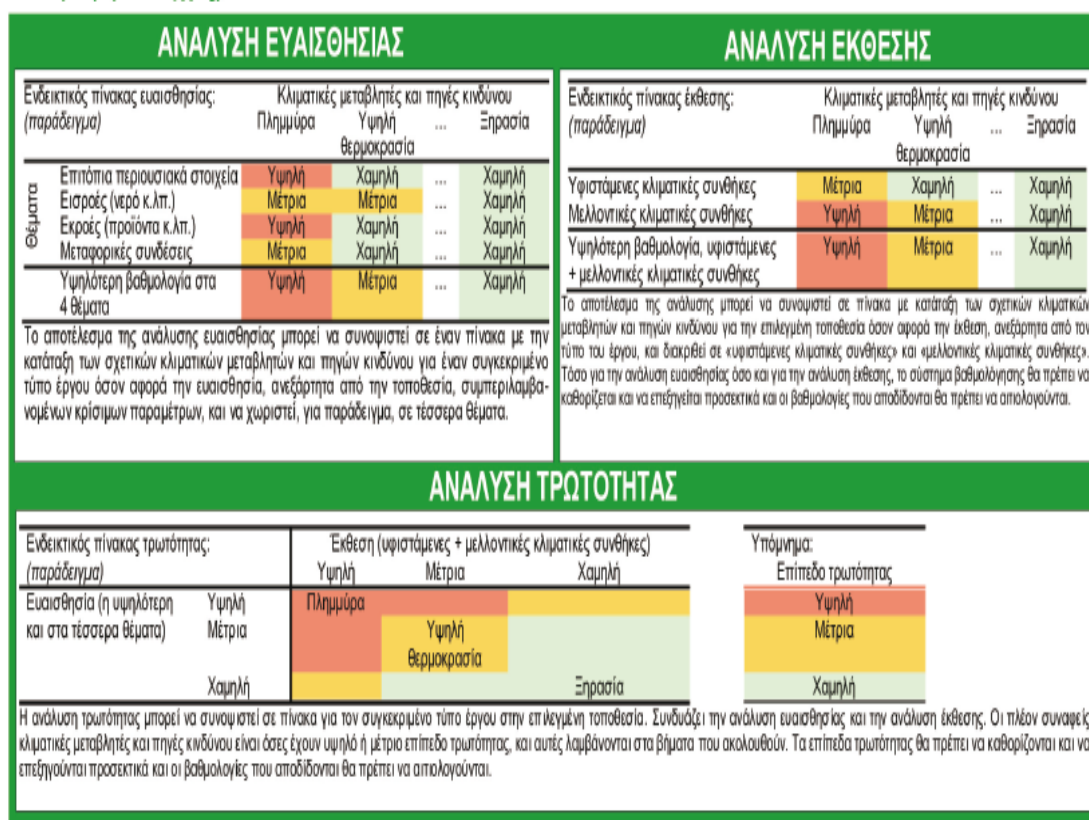 ΑΝΑΛΥΣΗ ΕΥΑΙΣΘΗΣΙΑΣ
Ενδεικτικός πίνακας ευαισθησίας: Κλιματικές μεταβλητές και πηγές κινδύνου
(παράδειγμα) Πλημμύρα Υψηλή ... Ξηρασία
θερμοκρασία
Θέματα
Επιτόπια περιουσιακά στοιχεία Υψηλή Χαμηλή ... Χαμηλή
Εισροές (νερό κ.λπ.) Μέτρια Μέτρια ... Χαμηλή
Εκροές (προϊόντα κ.λπ.) Υψηλή Χαμηλή ... Χαμηλή
Μεταφορικές συνδέσεις Μέτρια Χαμηλή ... Χαμηλή
Υψηλότερη βαθμολογία στα Υψηλή Μέτρια ... Χαμηλή
4 θέματα
Το αποτέλεσμα της ανάλυσης ευαισθησίας μπορεί να συνοψιστεί σε έναν πίνακα με την
κατάταξη των σχετικών κλιματικών μεταβλητών και πηγών κινδύνου για έναν συγκεκριμένο
τύπο έργου όσον αφορά την ευαισθησία, ανεξάρτητα από την τοποθεσία, συμπεριλαμβα-
νομένων κρίσιμων παραμέτρων, και να χωριστεί, για παράδειγμα, σε τέσσερα θέματα.
ΑΝΑΛΥΣΗ ΕΚΘΕΣΗΣ
Ενδεικτικός πίνακας έκθεσης: Κλιματικές μεταβλητές και πηγές κινδύνου
(παράδειγμα) Πλημμύρα Υψηλή ... Ξηρασία
θερμοκρασία
Υφιστάμενες κλιματικές συνθήκες Μέτρια Χαμηλή ... Χαμηλή
Μελλοντικές κλιματικές συνθήκες Υψηλή Μέτρια ... Χαμηλή
Υψηλότερη βαθμολογία, υφιστάμενες Υψηλή Μέτρια ... Χαμηλή
+ μελλοντικές κλιματικές συνθήκες
Το αποτέλεσμα της ανάλυσης μπορεί να συνοψιστεί σε πίνακα με κατάταξη των σχετικών κλιματικών
μεταβλητών και πηγών κινδύνου για την επιλεγμένη τοποθεσία όσον αφορά την έκθεση, ανεξάρτητα από τον
τύπο του έργου, και διακριθεί σε «υφιστάμενες κλιματικές συνθήκες» και «μελλοντικές κλιματικές συνθήκες».
Τόσο για την ανάλυση ευαισθησίας όσο και για την ανάλυση έκθεσης, το σύστημα βαθμολόγησης θα πρέπει να
καθορίζεται και να επεξηγείται προσεκτικά και οι βαθμολογίες που αποδίδονται θα πρέπει να αιτιολογούνται.
ΑΝΑΛΥΣΗ ΤΡΩΤΟΤΗΤΑΣ
Ενδεικτικός πίνακας τρωτότητας: Έκθεση (υφιστάμενες + μελλοντικές κλιματικές συνθήκες) Υπόμνημα:
(παράδειγμα) Υψηλή Μέτρια Χαμηλή Επίπεδο τρωτότητας
Ευαισθησία (η υψηλότερη Υψηλή Πλημμύρα Υψηλή
και στα τέσσερα θέματα) Μέτρια Υψηλή Μέτρια
θερμοκρασία
Χαμηλή Ξηρασία Χαμηλή
Η ανάλυση τρωτότητας μπορεί να συνοψιστεί σε πίνακα για τον συγκεκριμένο τύπο έργου στην επιλεγμένη τοποθεσία. Συνδυάζει την ανάλυση ευαισθησίας και την ανάλυση έκθεσης. Οι πλέον συναφείς
κλιματικές μεταβλητές και πηγές κινδύνου είναι όσες έχουν υψηλό ή μέτριο επίπεδο τρωτότητας, και αυτές λαμβάνονται στα βήματα που ακολουθούν. Τα επίπεδα τρωτότητας θα πρέπει να καθορίζονται και να
επεξηγούνται προσεκτικά και οι βαθμολογίες που αποδίδονται θα πρέπει να αιτιολογούνται.